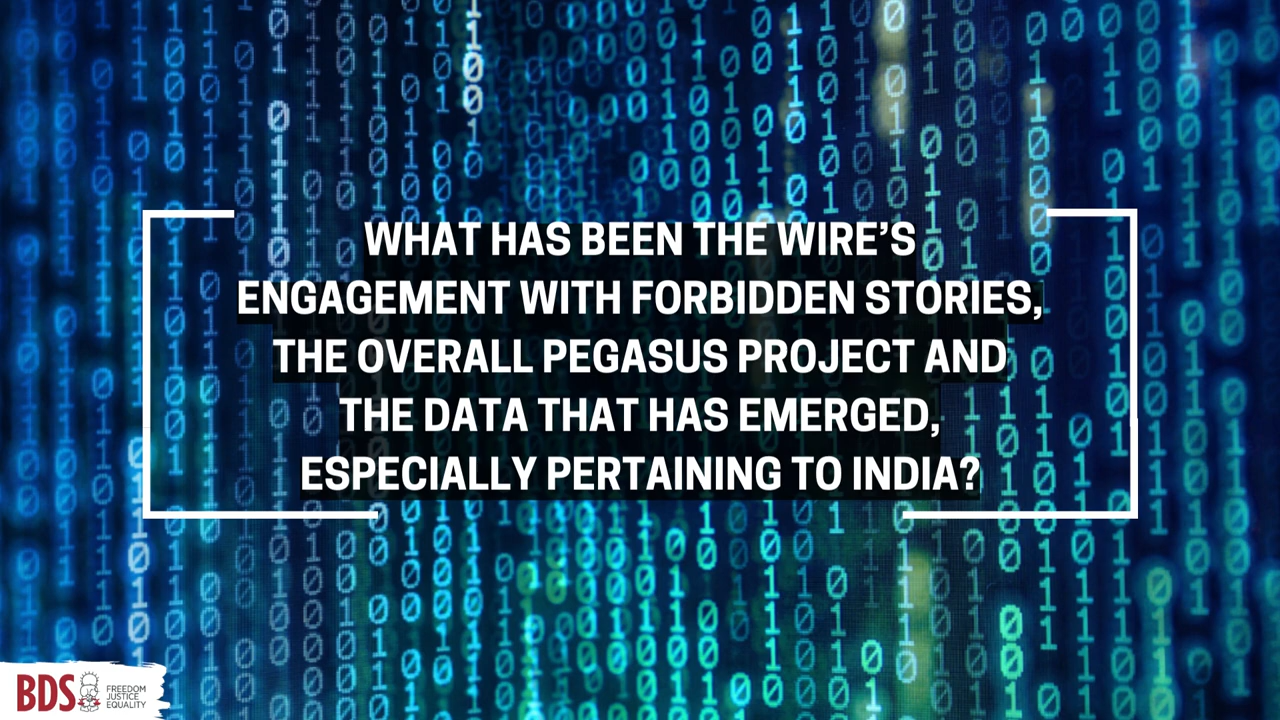 WHAT HAS BEEN THE WIRE’S
ENGAGEMENT WITH FORBIDDEN STORIES,
THE OVERALL PEGASUS PROJECT AND
THE DATA THAT HAS EMERGED,
ESPECIALLY PERTAINING TO INDIA?
BDS
FREEDOM
JUSTICE
EQUALITY